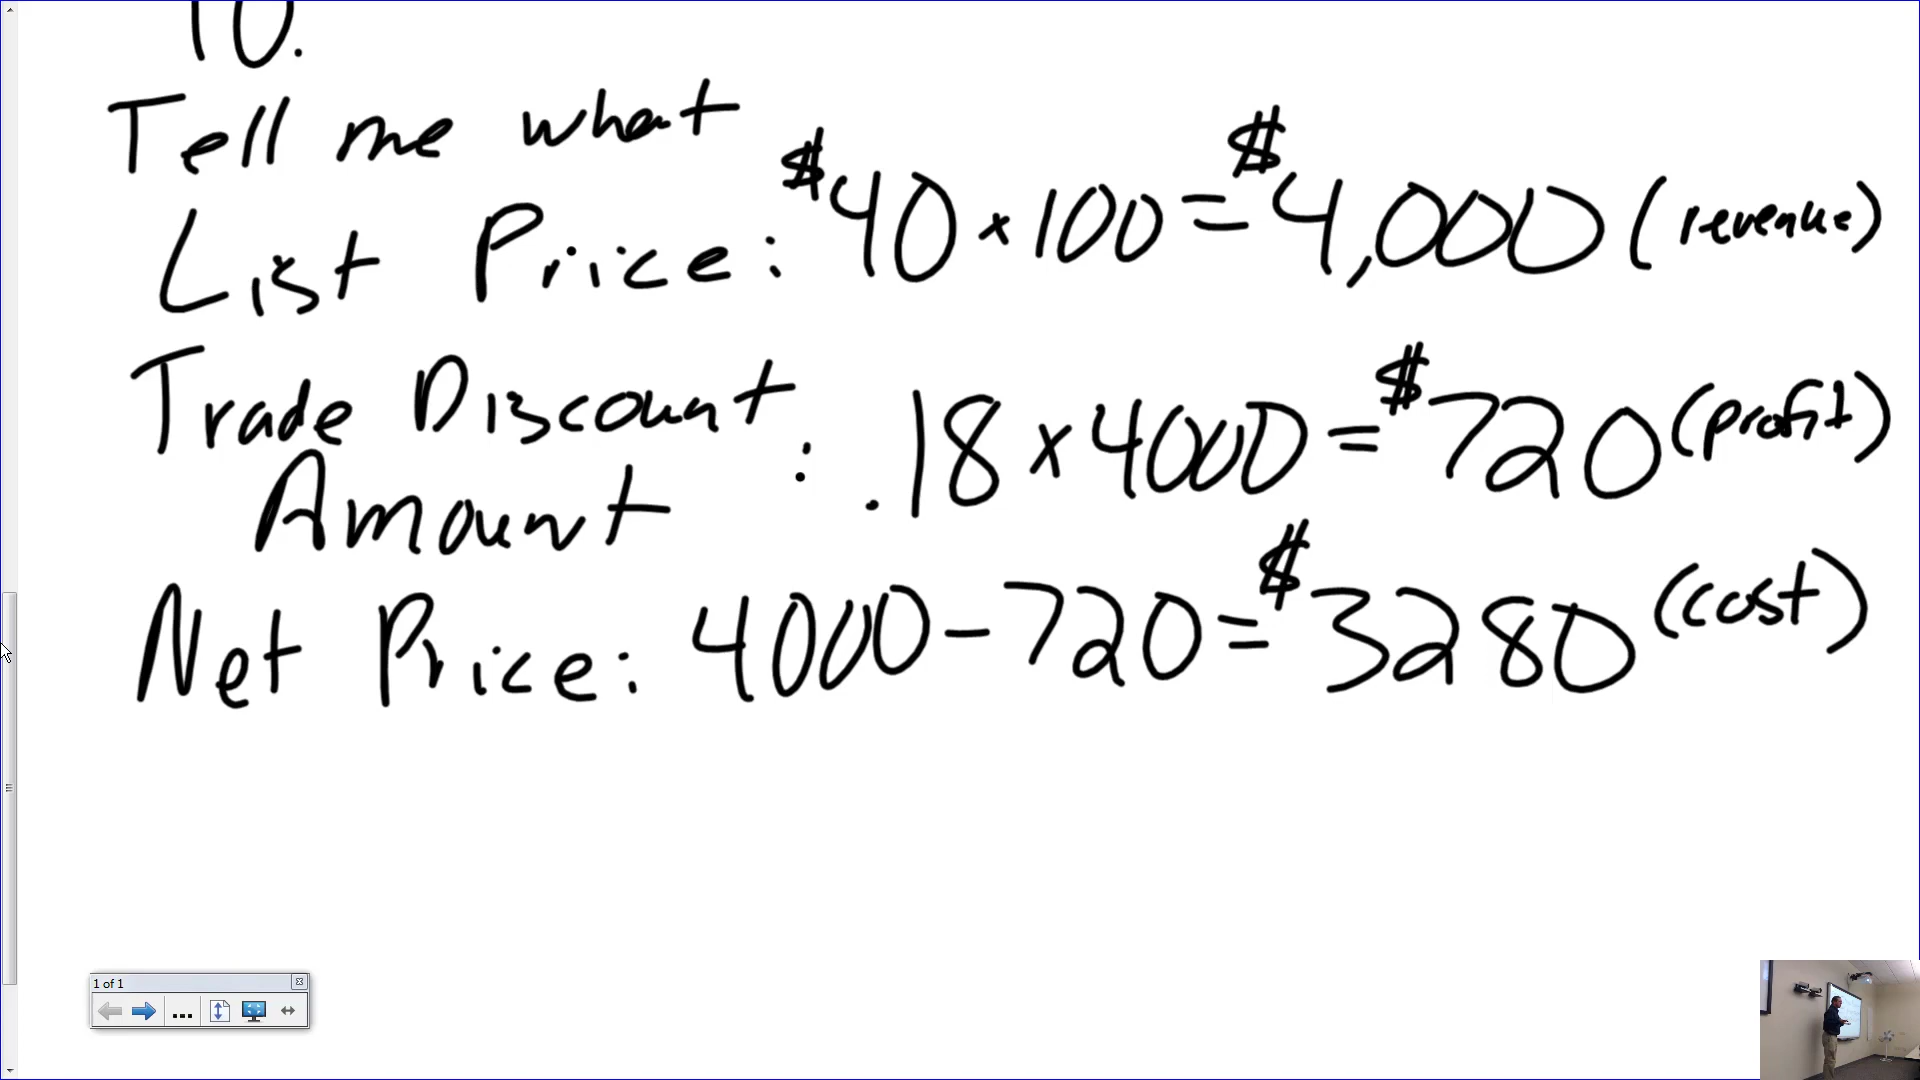 10.
Tell me what
List Price: $40 × 100 = $4,000 (revenue)
Trade Discount
Amount : .18 × 4000 = $720 (profit)
Net Price: 4000 - 720 = $3280 (cost)
1 of 1
...